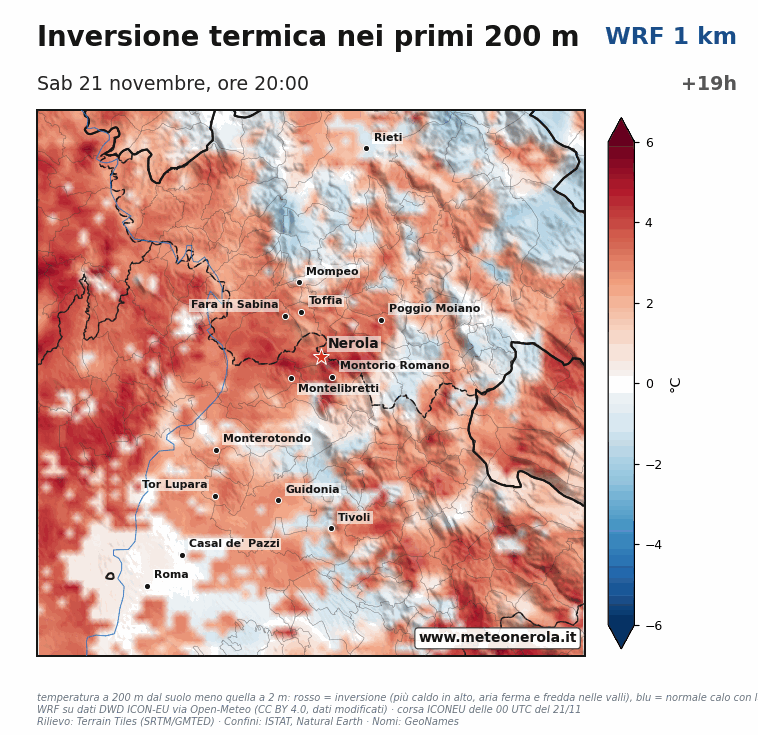 Inversione termica nei primi 200 m
WRF 1 km
Sab 21 novembre, ore 20:00
+19h
Rieti
Mompeo
Fara in Sabina
Toffia
Poggio Moiano
Nerola
Montorio Romano
Montelibretti
Monterotondo
Tor Lupara
Guidonia
Tivoli
Casal de' Pazzi
Roma
www.meteonerola.it
6
4
2
0
−2
−4
−6
°C
temperatura a 200 m dal suolo meno quella a 2 m: rosso = inversione (più caldo in alto, aria ferma e fredda nelle valli), blu = normale calo con l
WRF su dati DWD ICON-EU via Open-Meteo (CC BY 4.0, dati modificati) · corsa ICONEU delle 00 UTC del 21/11
Rilievo: Terrain Tiles (SRTM/GMTED) · Confini: ISTAT, Natural Earth · Nomi: GeoNames